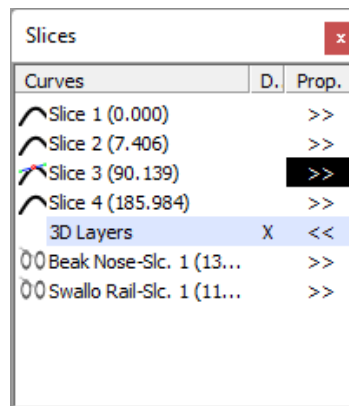 Slices x
Curves D. Prop.
Slice 1 (0.000) >>
Slice 2 (7.406) >>
Slice 3 (90.139) >>
Slice 4 (185.984) >>
3D Layers X <<
Beak Nose-Slc. 1 (13... >>
Swallo Rail-Slc. 1 (11... >>